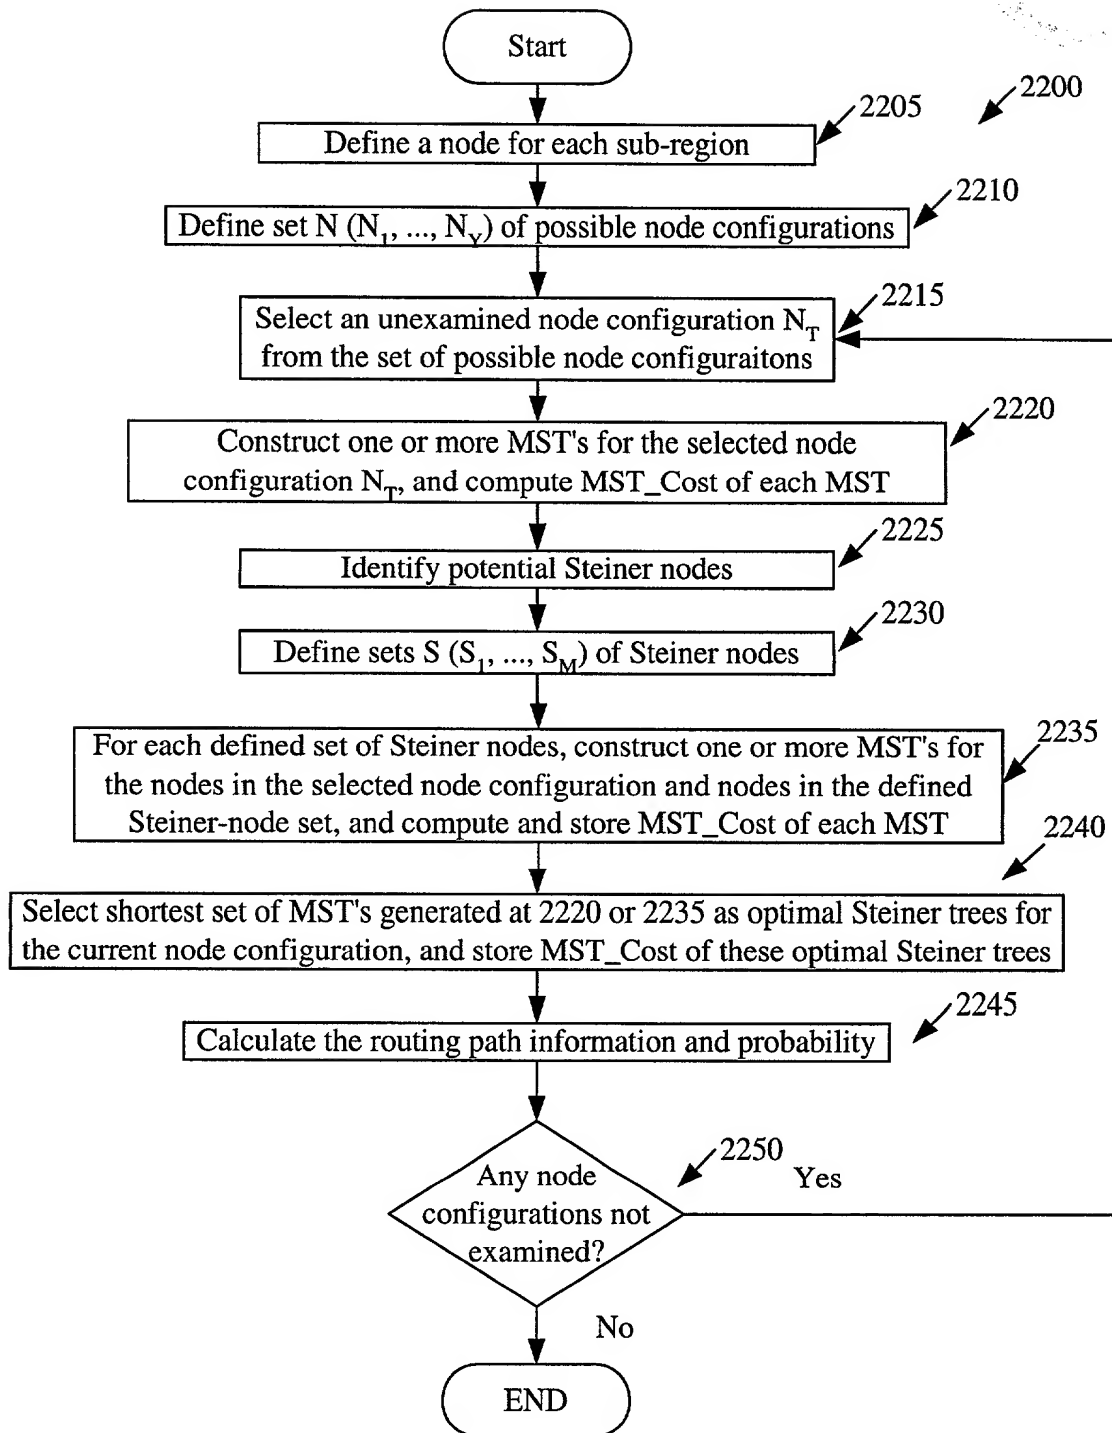 Start
2200
2205
Define a node for each sub-region
2210
Define set N (N1, ..., NY) of possible node configurations
2215
Select an unexamined node configuration NT
from the set of possible node configuraitons
2220
Construct one or more MST's for the selected node
configuration NT, and compute MST_Cost of each MST
2225
Identify potential Steiner nodes
2230
Define sets S (S1, ..., SM) of Steiner nodes
2235
For each defined set of Steiner nodes, construct one or more MST's for
the nodes in the selected node configuration and nodes in the defined
Steiner-node set, and compute and store MST_Cost of each MST
2240
Select shortest set of MST's generated at 2220 or 2235 as optimal Steiner trees for
the current node configuration, and store MST_Cost of these optimal Steiner trees
2245
Calculate the routing path information and probability
2250
Yes
Any node
configurations not
examined?
No
END